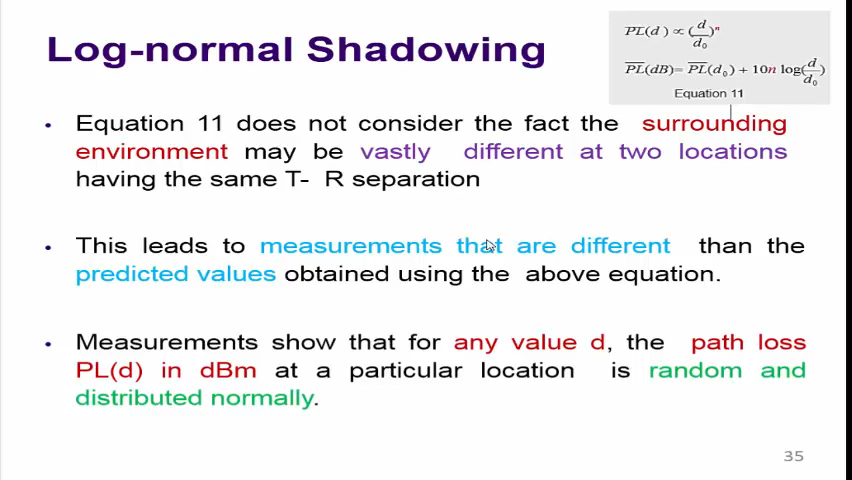 Log-normal Shadowing
PL(d) ∝ (d/d₀)ⁿ
PL(dB)= PL(d₀) + 10n log(d/d₀)
Equation 11
• Equation 11 does not consider the fact the surrounding
environment may be vastly different at two locations
having the same T- R separation
• This leads to measurements that are different than the
predicted values obtained using the above equation.
• Measurements show that for any value d, the path loss
PL(d) in dBm at a particular location is random and
distributed normally.
35